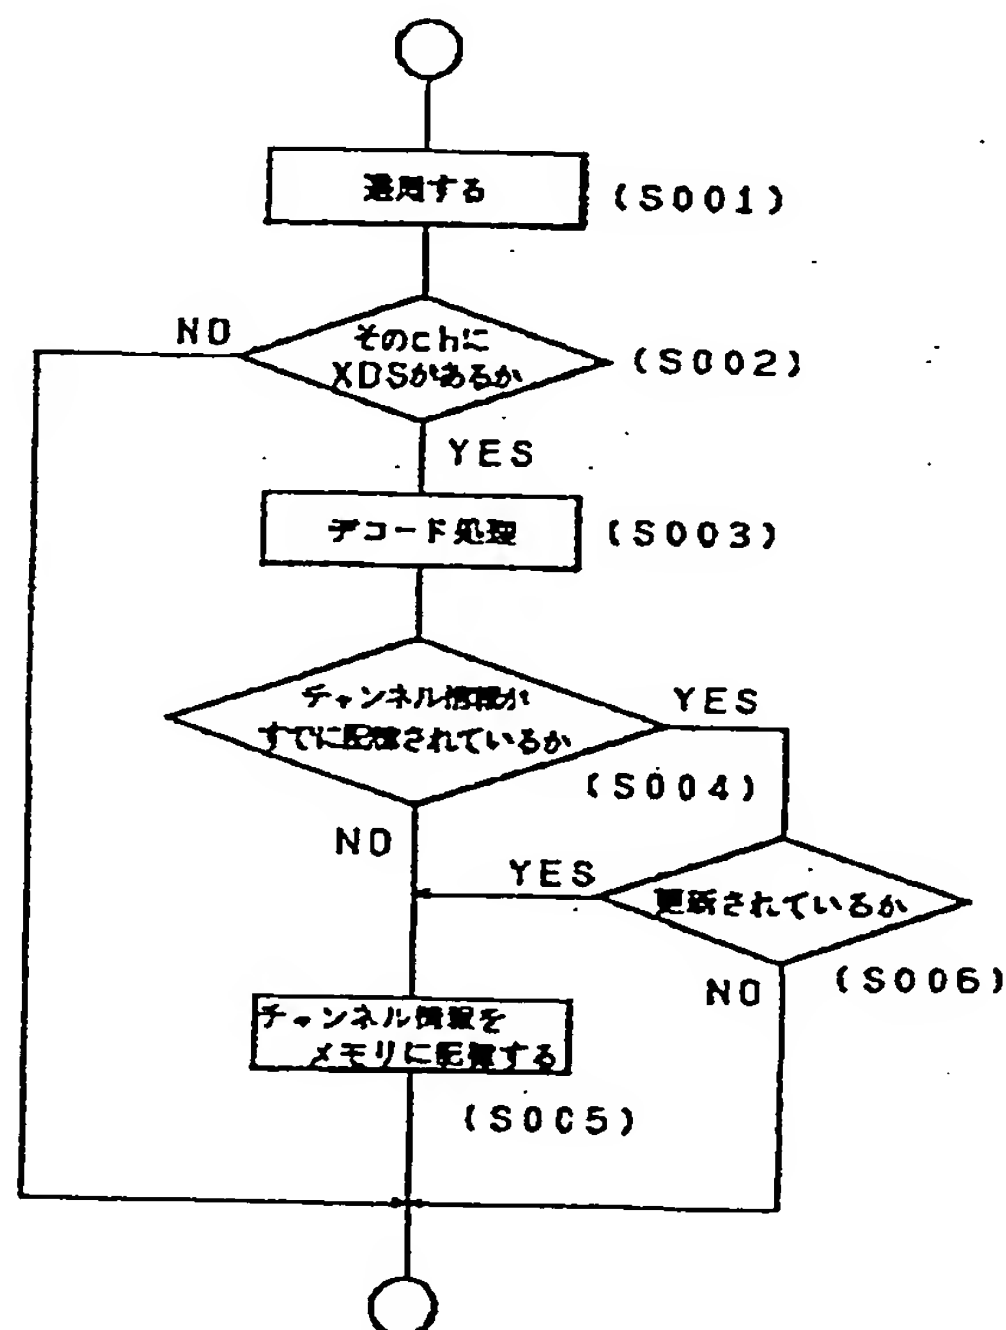 選局する
(S001)
NO
そのchに
XDSがあるか
(S002)
YES
デコード処理
(S003)
チャンネル情報が
すでに記憶されているか
YES
(S004)
NO
YES
更新されているか
NO
(S006)
チャンネル情報を
メモリに記憶する
(S005)